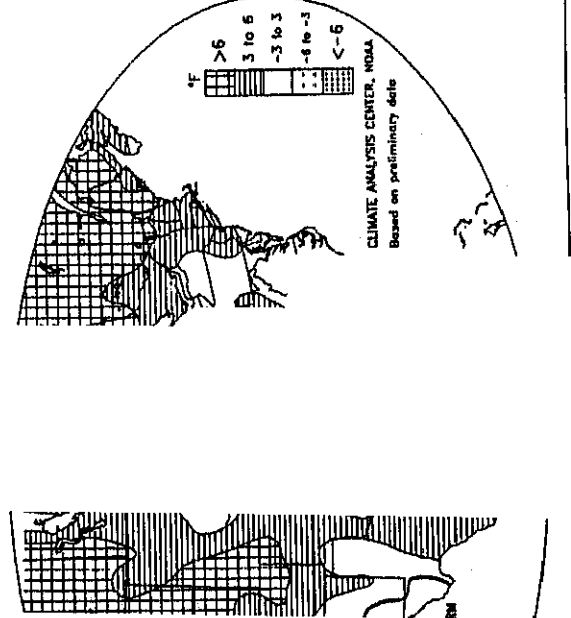 °F
>6
3 to 6
-3 to 3
-6 to -3
<-6
CLIMATE ANALYSIS CENTER, NOAA
Based on preliminary data